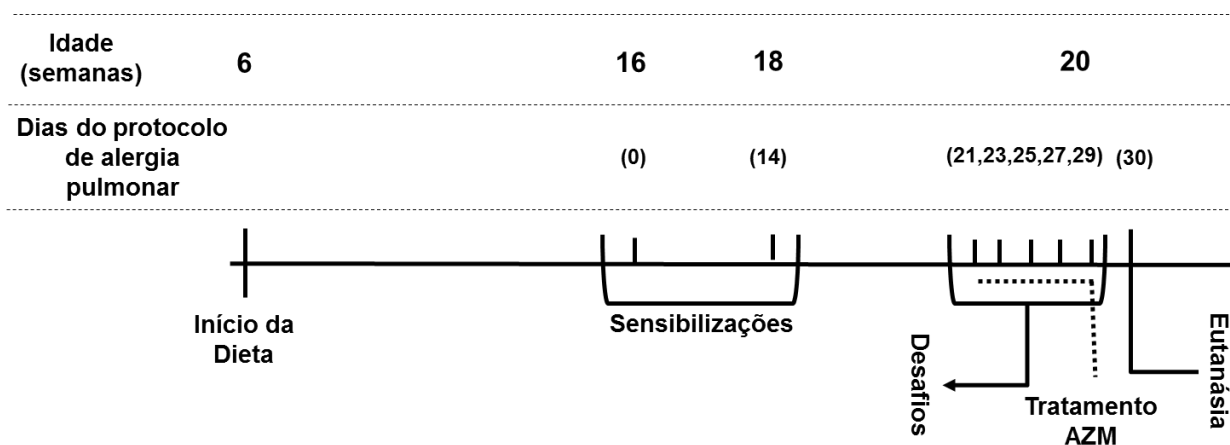 Idade
(semanas)
6
16
18
20
Dias do protocolo
de alergia
pulmonar
(0)
(14)
(21,23,25,27,29)
(30)
Início da
Dieta
Sensibilizações
Desafios
Tratamento
AZM
Eutanásia